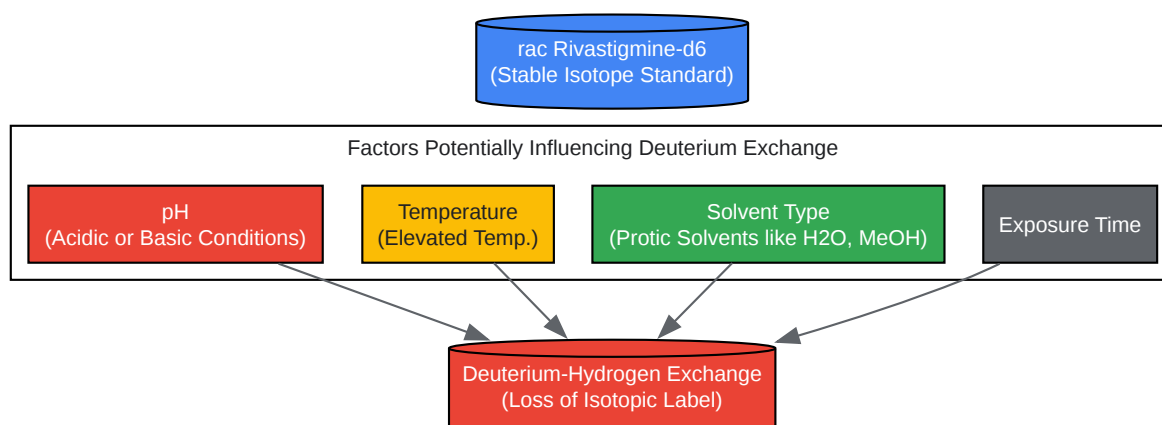 rac Rivastigmine-d6
(Stable Isotope Standard)
Factors Potentially Influencing Deuterium Exchange
pH
(Acidic or Basic Conditions)
Temperature
(Elevated Temp.)
Solvent Type
(Protic Solvents like H2O, MeOH)
Exposure Time
Deuterium-Hydrogen Exchange
(Loss of Isotopic Label)